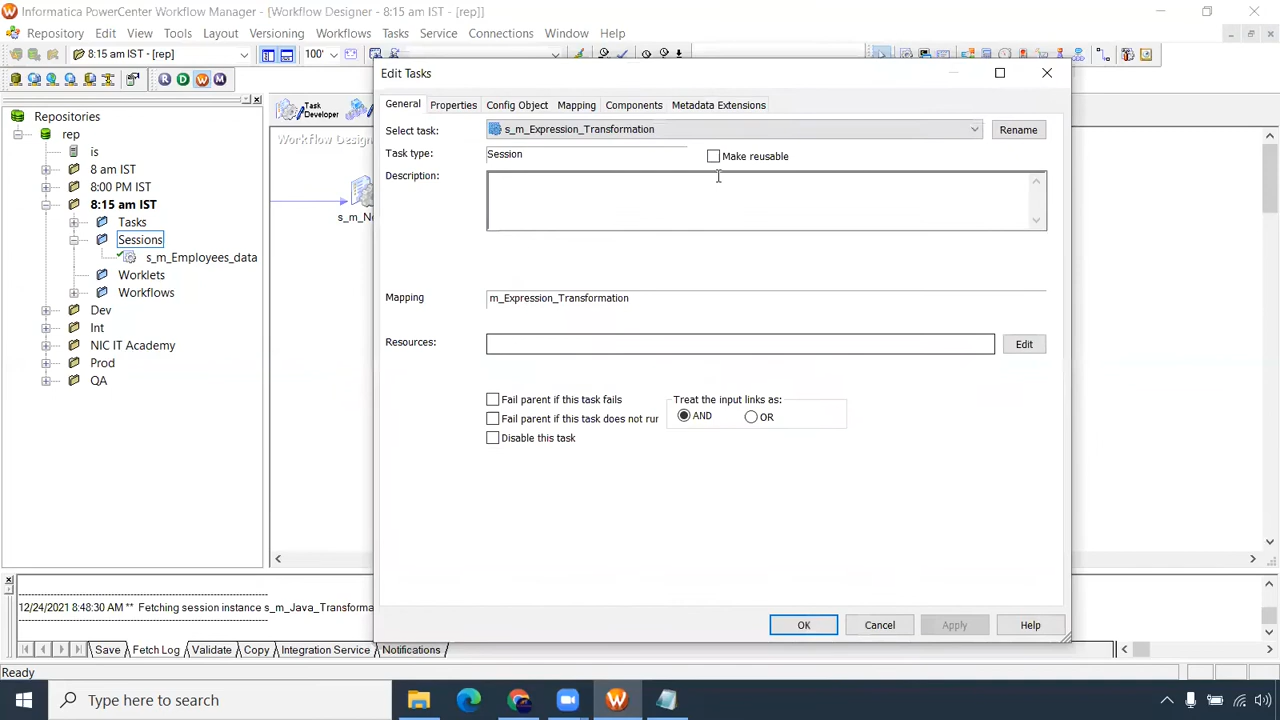 Informatica PowerCenter Workflow Manager - [Workflow Designer - 8:15 am IST - [rep]]
Repository Edit View Tools Layout Versioning Workflows Tasks Service Connections Window Help
8:15 am IST - [rep] 100'
R D W M
Edit Tasks
General Properties Config Object Mapping Components Metadata Extensions
Repositories
rep
is
8 am IST
8:00 PM IST
8:15 am IST
Tasks
Sessions
s_m_Employees_data
Worklets
Workflows
Dev
Int
NIC IT Academy
Prod
QA
Task
Developer
Workflow Designer
Select task: s_m_Expression_Transformation Rename
Task type: Session Make reusable
Description:
Mapping m_Expression_Transformation
Resources: Edit
Fail parent if this task fails
Fail parent if this task does not rur
Disable this task
Treat the input links as:
AND OR
OK Cancel Apply Help
12/24/2021 8:48:30 AM ** Fetching session instance s_m_Java_Transforma
Save Fetch Log Validate Copy Integration Service Notifications
Ready
Type here to search